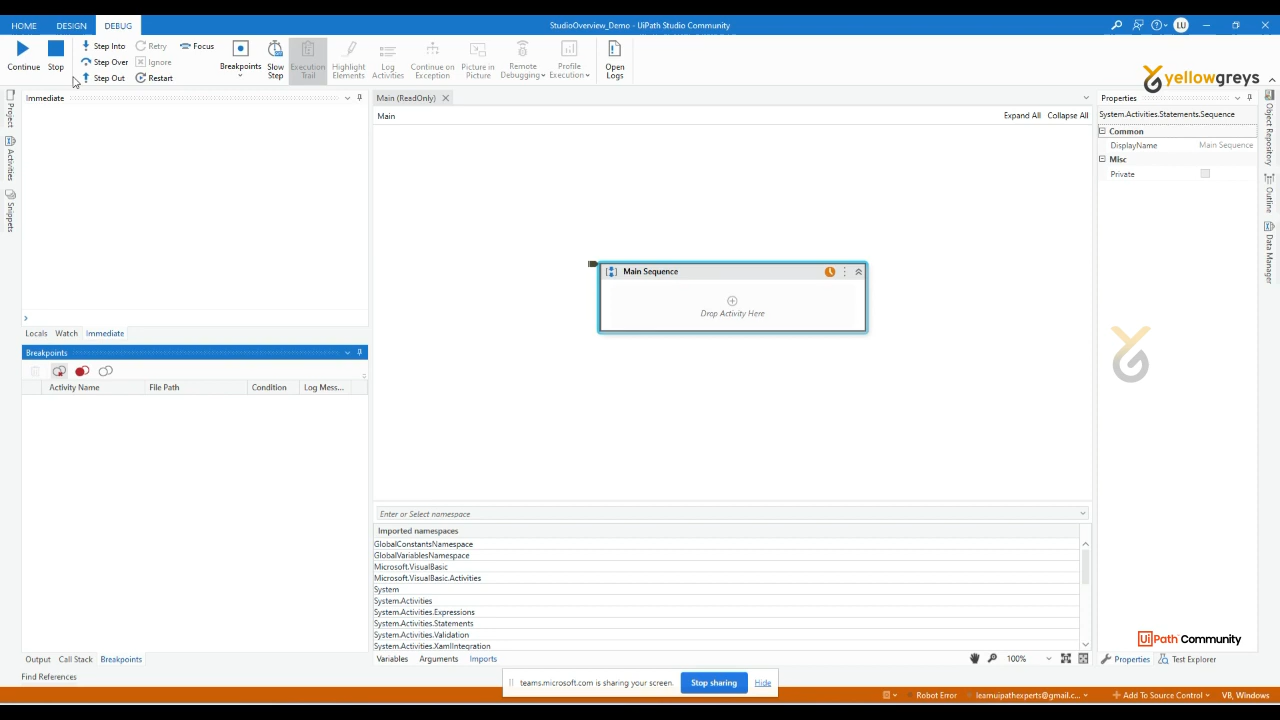 HOME DESIGN DEBUG StudioOverview_Demo - UiPath Studio Community LU
Continue Stop Step Into Step Over Step Out Retry Ignore Restart Focus Breakpoints Slow Step Execution Trail Highlight Elements Log Activities Continue on Exception Picture in Picture Remote Debugging Profile Execution Open Logs
yellowgreys
Project
Activities
Snippets
Immediate
Locals Watch Immediate
Breakpoints
Activity Name File Path Condition Log Mess...
Output Call Stack Breakpoints
Find References
Main (ReadOnly)
Main Expand All Collapse All
Main Sequence
Drop Activity Here
Enter or Select namespace
Imported namespaces
GlobalConstantsNamespace
GlobalVariablesNamespace
Microsoft.VisualBasic
Microsoft.VisualBasic.Activities
System
System.Activities
System.Activities.Expressions
System.Activities.Statements
System.Activities.Validation
System.Activities.XamlIntegration
Variables Arguments Imports 100%
Properties
System.Activities.Statements.Sequence
Common
DisplayName Main Sequence
Misc
Private
Object Repository
Outline
Data Manager
UiPath Community
Properties Test Explorer
teams.microsoft.com is sharing your screen. Stop sharing Hide
Robot Error learnuipathexperts@gmail.c... Add To Source Control VB, Windows